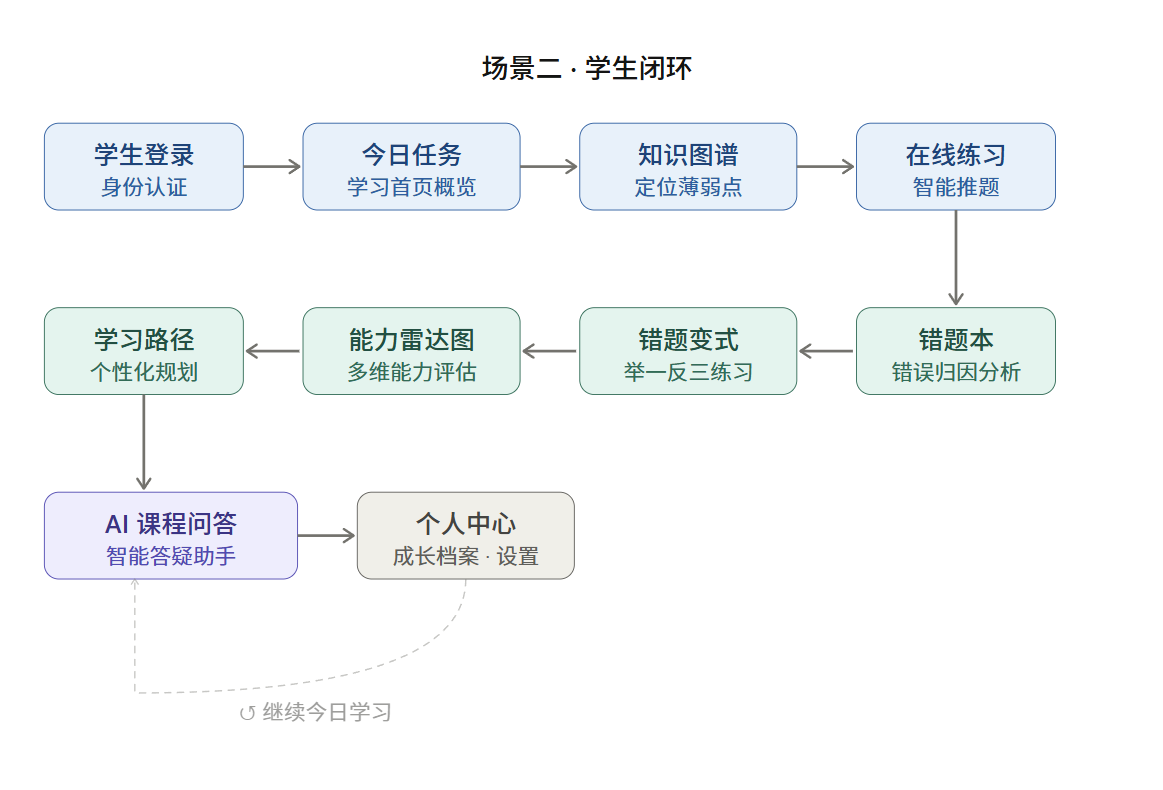 场景二 · 学生闭环
学生登录
身份认证
今日任务
学习首页概览
知识图谱
定位薄弱点
在线练习
智能推题
学习路径
个性化规划
能力雷达图
多维能力评估
错题变式
举一反三练习
错题本
错误归因分析
AI 课程问答
智能答疑助手
个人中心
成长档案 · 设置
↺ 继续今日学习